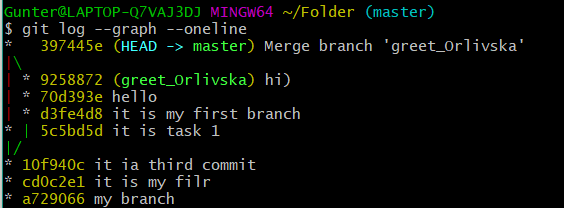 Gunter@LAPTOP-Q7VAJ3DJ MINGW64 ~/Folder (master)
$ git log --graph --oneline
*   397445e (HEAD -> master) Merge branch 'greet_Orlivska'
|\
| * 9258872 (greet_Orlivska) hi)
| * 70d393e hello
| * d3fe4d8 it is my first branch
* | 5c5bd5d it is task 1
|/
* 10f940c it ia third commit
* cd0c2e1 it is my filr
* a729066 my branch